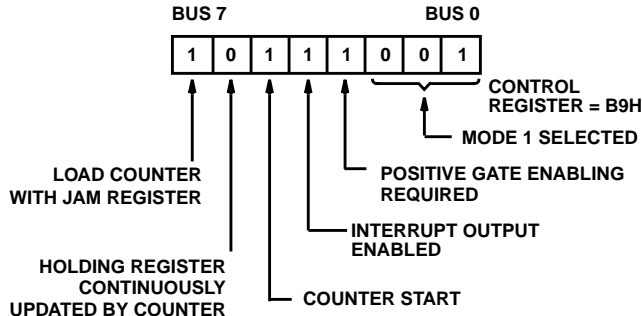 BUS 7 BUS 0
1 0 1 1 1 0 0 1
CONTROL
REGISTER = B9H
MODE 1 SELECTED
LOAD COUNTER
WITH JAM REGISTER
POSITIVE GATE ENABLING
REQUIRED
INTERRUPT OUTPUT
ENABLED
HOLDING REGISTER
CONTINUOUSLY
UPDATED BY COUNTER
COUNTER START